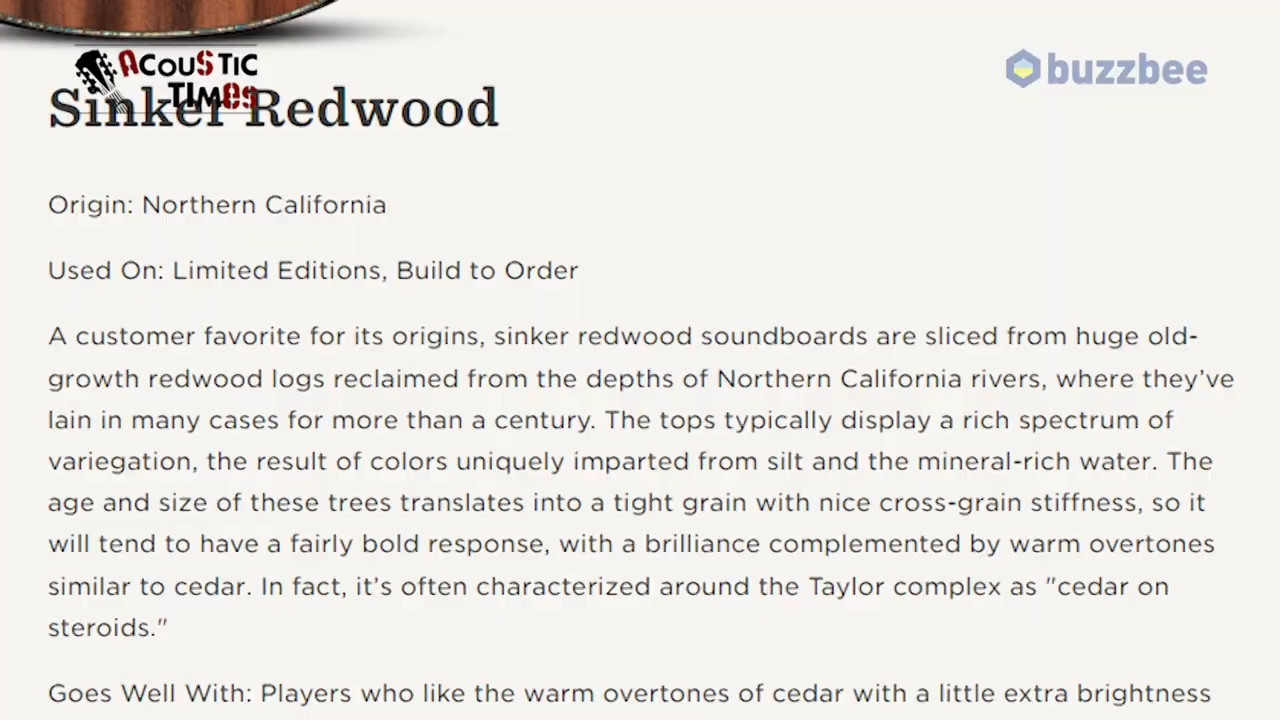 ACOUSTIC
TIMES
buzzbee
Sinker Redwood
Origin: Northern California
Used On: Limited Editions, Build to Order
A customer favorite for its origins, sinker redwood soundboards are sliced from huge old-
growth redwood logs reclaimed from the depths of Northern California rivers, where they’ve
lain in many cases for more than a century. The tops typically display a rich spectrum of
variegation, the result of colors uniquely imparted from silt and the mineral-rich water. The
age and size of these trees translates into a tight grain with nice cross-grain stiffness, so it
will tend to have a fairly bold response, with a brilliance complemented by warm overtones
similar to cedar. In fact, it’s often characterized around the Taylor complex as "cedar on
steroids."
Goes Well With: Players who like the warm overtones of cedar with a little extra brightness